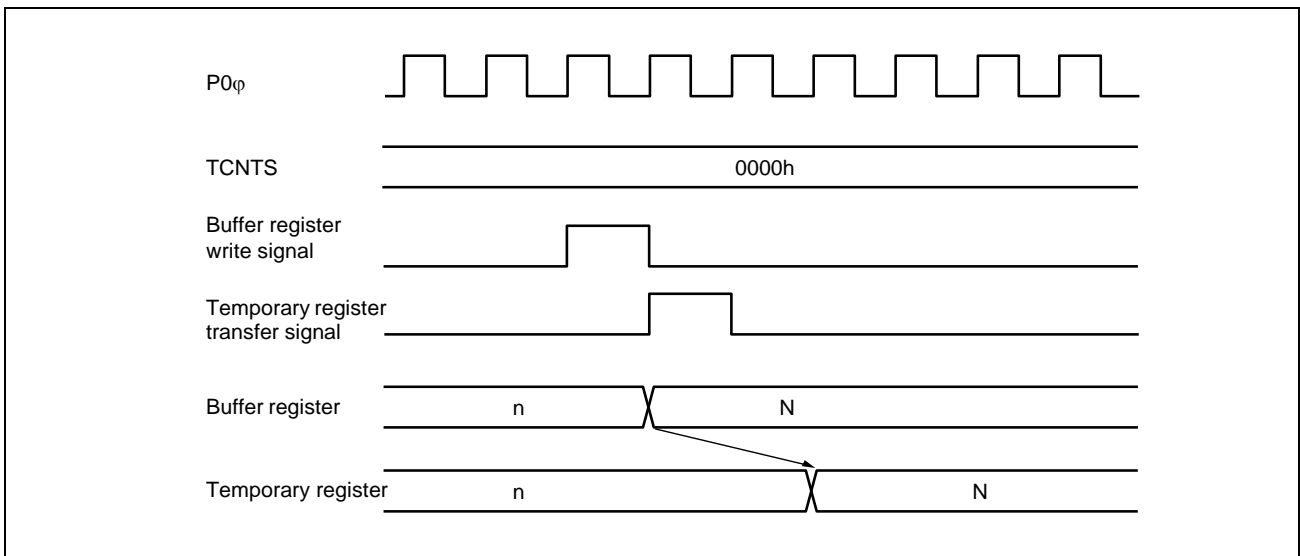 P0φ
TCNTS
0000h
Buffer register
write signal
Temporary register
transfer signal
Buffer register
n
N
Temporary register
n
N